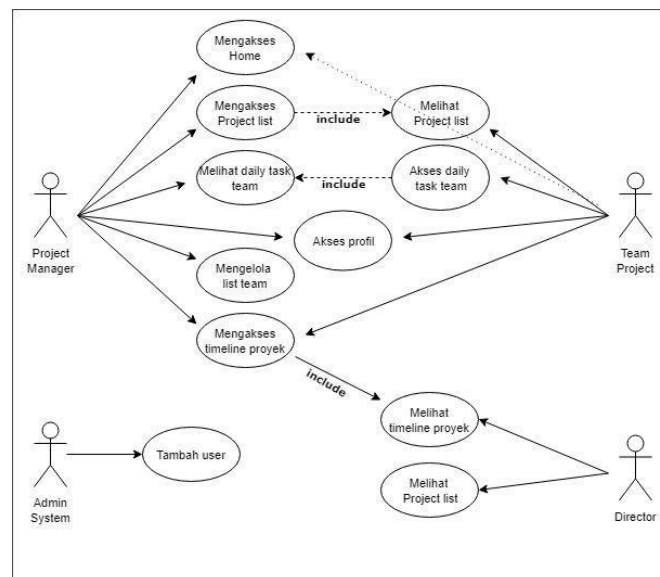 Mengakses
Home
Mengakses
Project list
include
Melihat
Project list
Melihat daily task
team
include
Akses daily
task team
Project
Manager
Akses profil
Team
Project
Mengelola
list team
Mengakses
timeline proyek
include
Melihat
timeline proyek
Tambah user
Admin
System
Melihat
Project list
Director